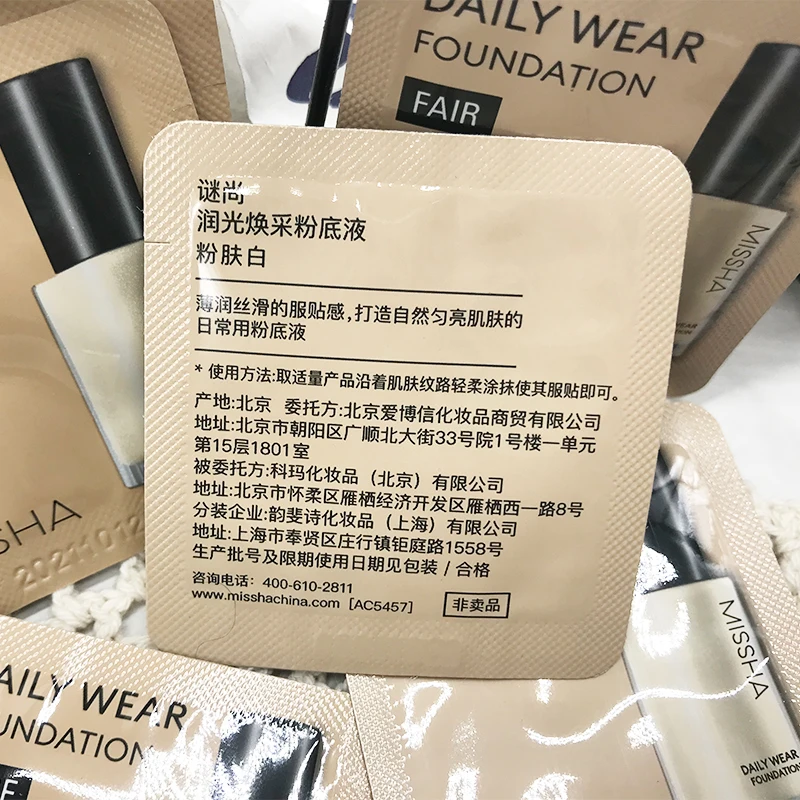 DAILY WEAR
FOUNDATION
FAIR
MISSHA
谜尚
润光焕采粉底液
粉肤白
薄润丝滑的服贴感,打造自然匀亮肌肤的
日常用粉底液
* 使用方法:取适量产品沿着肌肤纹路轻柔涂抹使其服贴即可。
产地:北京 委托方:北京爱博信化妆品商贸有限公司
地址:北京市朝阳区广顺北大街33号院1号楼一单元
第15层1801室
被委托方:科玛化妆品（北京）有限公司
地址:北京市怀柔区雁栖经济开发区雁栖西一路8号
分装企业:韵斐诗化妆品（上海）有限公司
地址:上海市奉贤区庄行镇钜庭路1558号
生产批号及限期使用日期见包装 / 合格
咨询电话: 400-610-2811
www.misshachina.com [AC5457] 非卖品
SHA
20211012
MISSHA
DAILY WEAR
FOUNDATION
AILY WEAR
UNDATION